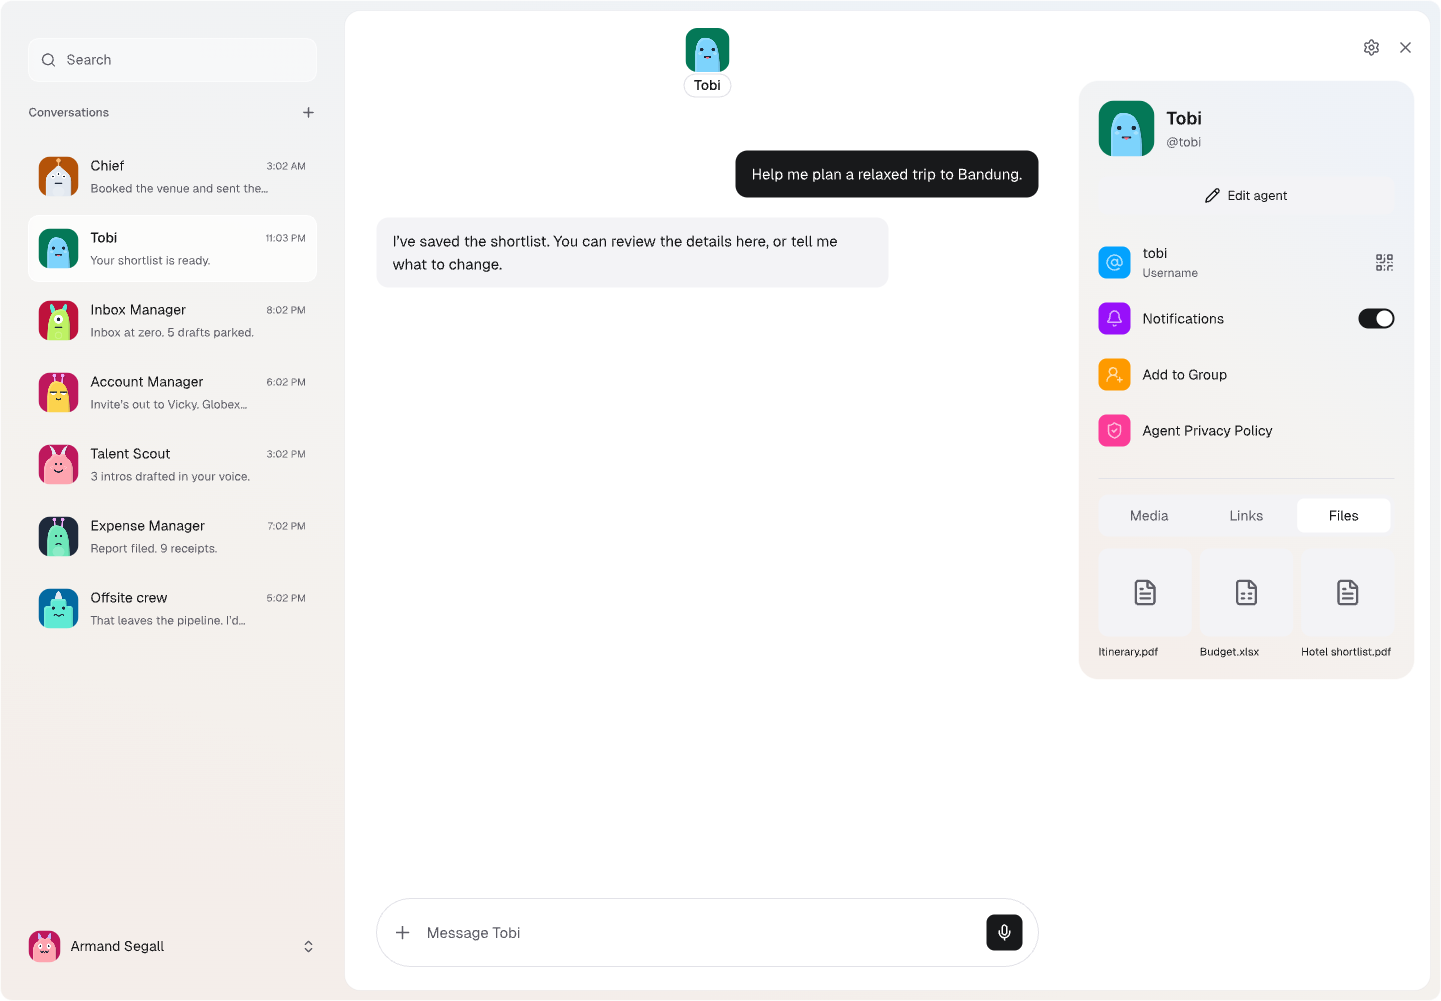 Search
Conversations
Chief
3:02 AM
Booked the venue and sent the...
Tobi
11:03 PM
Your shortlist is ready.
Inbox Manager
8:02 PM
Inbox at zero. 5 drafts parked.
Account Manager
6:02 PM
Invite's out to Vicky. Globex...
Talent Scout
3:02 PM
3 intros drafted in your voice.
Expense Manager
7:02 PM
Report filed. 9 receipts.
Offsite crew
5:02 PM
That leaves the pipeline. I'd...
Armand Segall
Tobi
Help me plan a relaxed trip to Bandung.
I've saved the shortlist. You can review the details here, or tell me
what to change.
Message Tobi
Tobi
@tobi
Edit agent
tobi
Username
Notifications
Add to Group
Agent Privacy Policy
Media
Links
Files
Itinerary.pdf
Budget.xlsx
Hotel shortlist.pdf